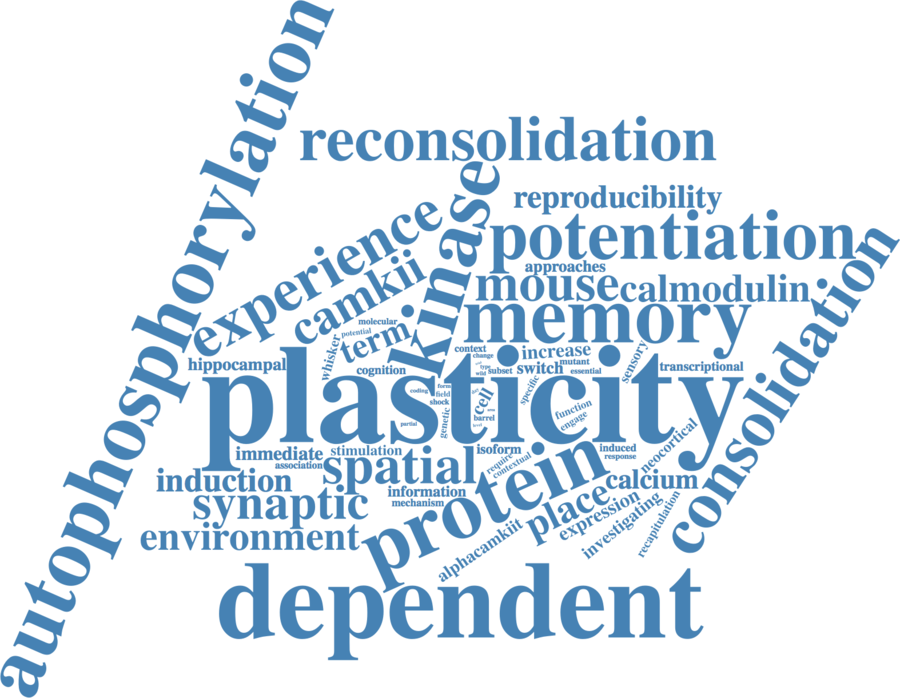 autophosphorylation
reconsolidation
kinase
reproducibility
experience
potentiation
consolidation
camkii
approaches
mouse
calmodulin
memory
molecular
potential
term
whisker
hippocampal
cognition
context
change
increase
sensory
type
wild
subset
switch
mutant
essential
transcriptional
plasticity
coding
form
field
shock
genetic
partial
cell
barrel
specific
function
engage
immediate
stimulation
association
spatial
isoform
require
contextual
induced
response
neocortical
induction
information
mechanism
synaptic
protein
calcium
place
expression
investigating
recapitulation
environment
alphacamkiit
dependent